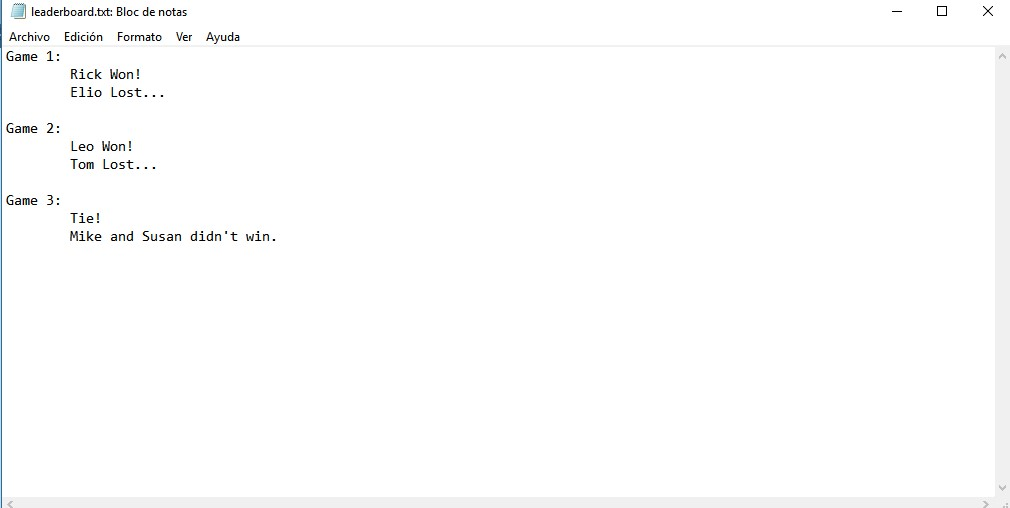 leaderboard.txt: Bloc de notas
Archivo Edición Formato Ver Ayuda
Game 1:
Rick Won!
Elio Lost...
Game 2:
Leo Won!
Tom Lost...
Game 3:
Tie!
Mike and Susan didn't win.